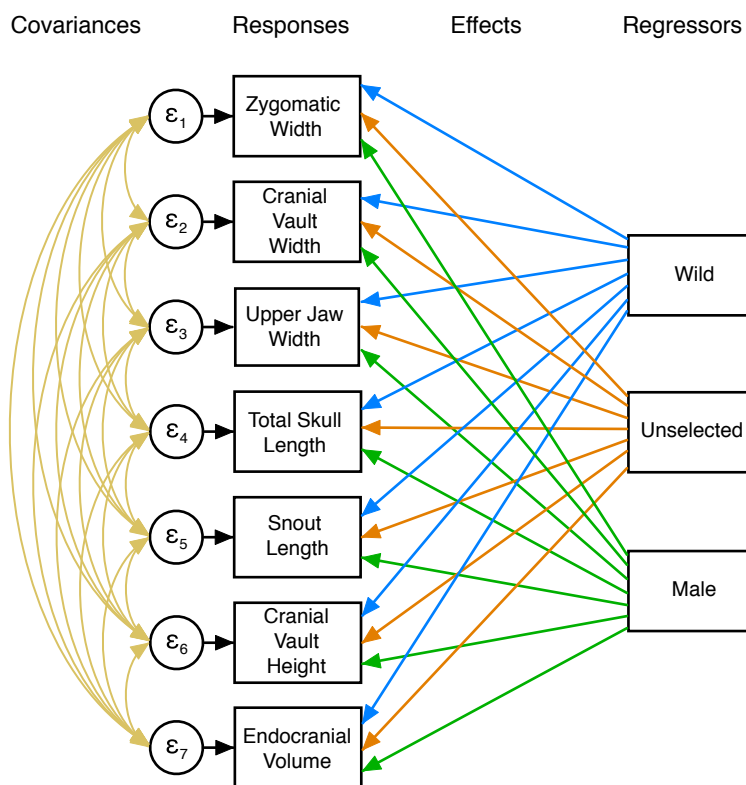 Covariances
Responses
Effects
Regressors
ε1
Zygomatic
Width
ε2
Cranial
Vault
Width
ε3
Upper Jaw
Width
ε4
Total Skull
Length
ε5
Snout
Length
ε6
Cranial
Vault
Height
ε7
Endocranial
Volume
Wild
Unselected
Male